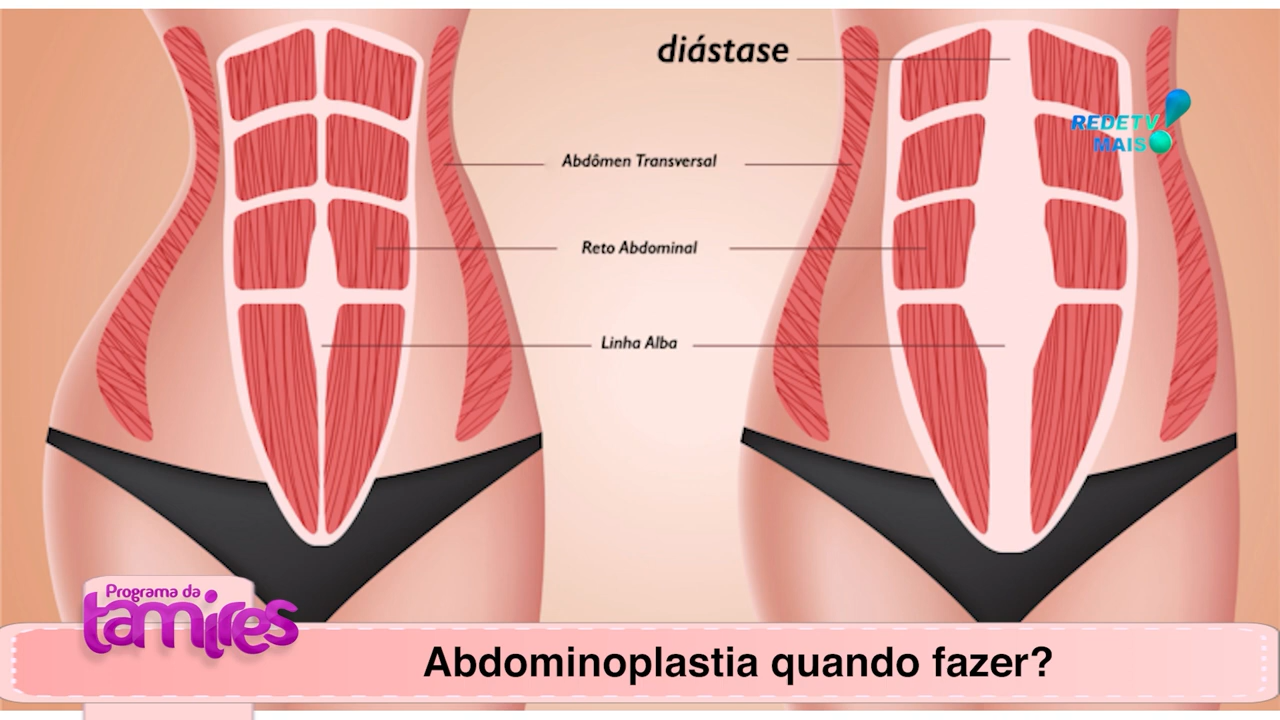 diástase
REDETV
MAIS
Abdômen Transversal
Reto Abdominal
Linha Alba
Programa da
tamires
Abdominoplastia quando fazer?